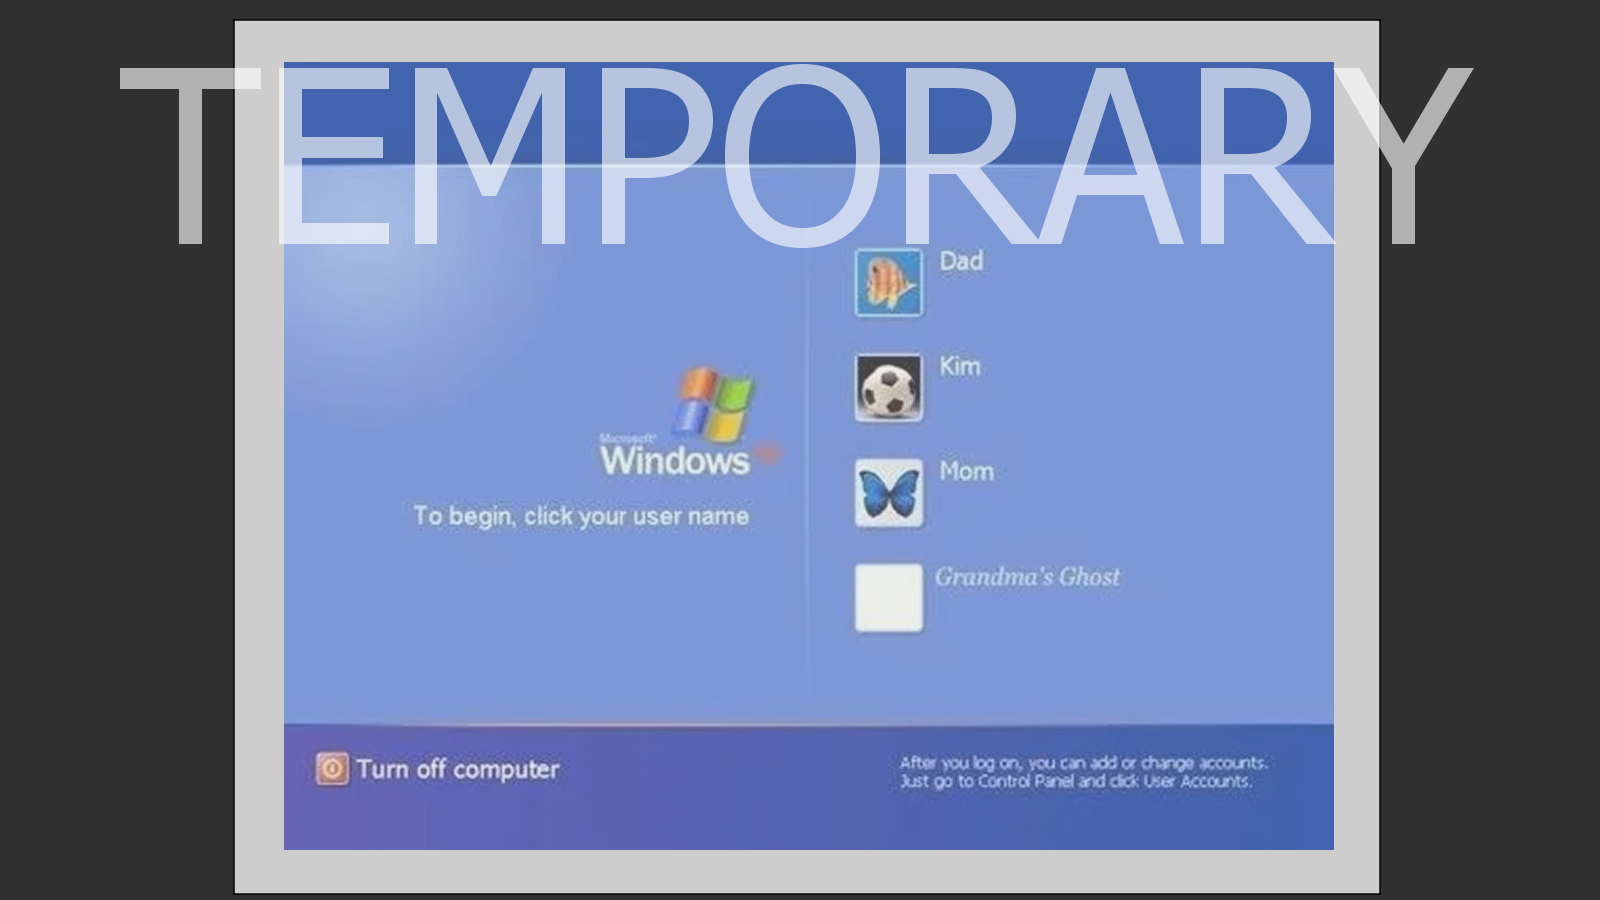 TEMPORARY
Dad
Kim
Microsoft
Windows
Mom
To begin, click your user name
Grandma's Ghost
Turn off computer
After you log on, you can add or change accounts.
Just go to Control Panel and click User Accounts.